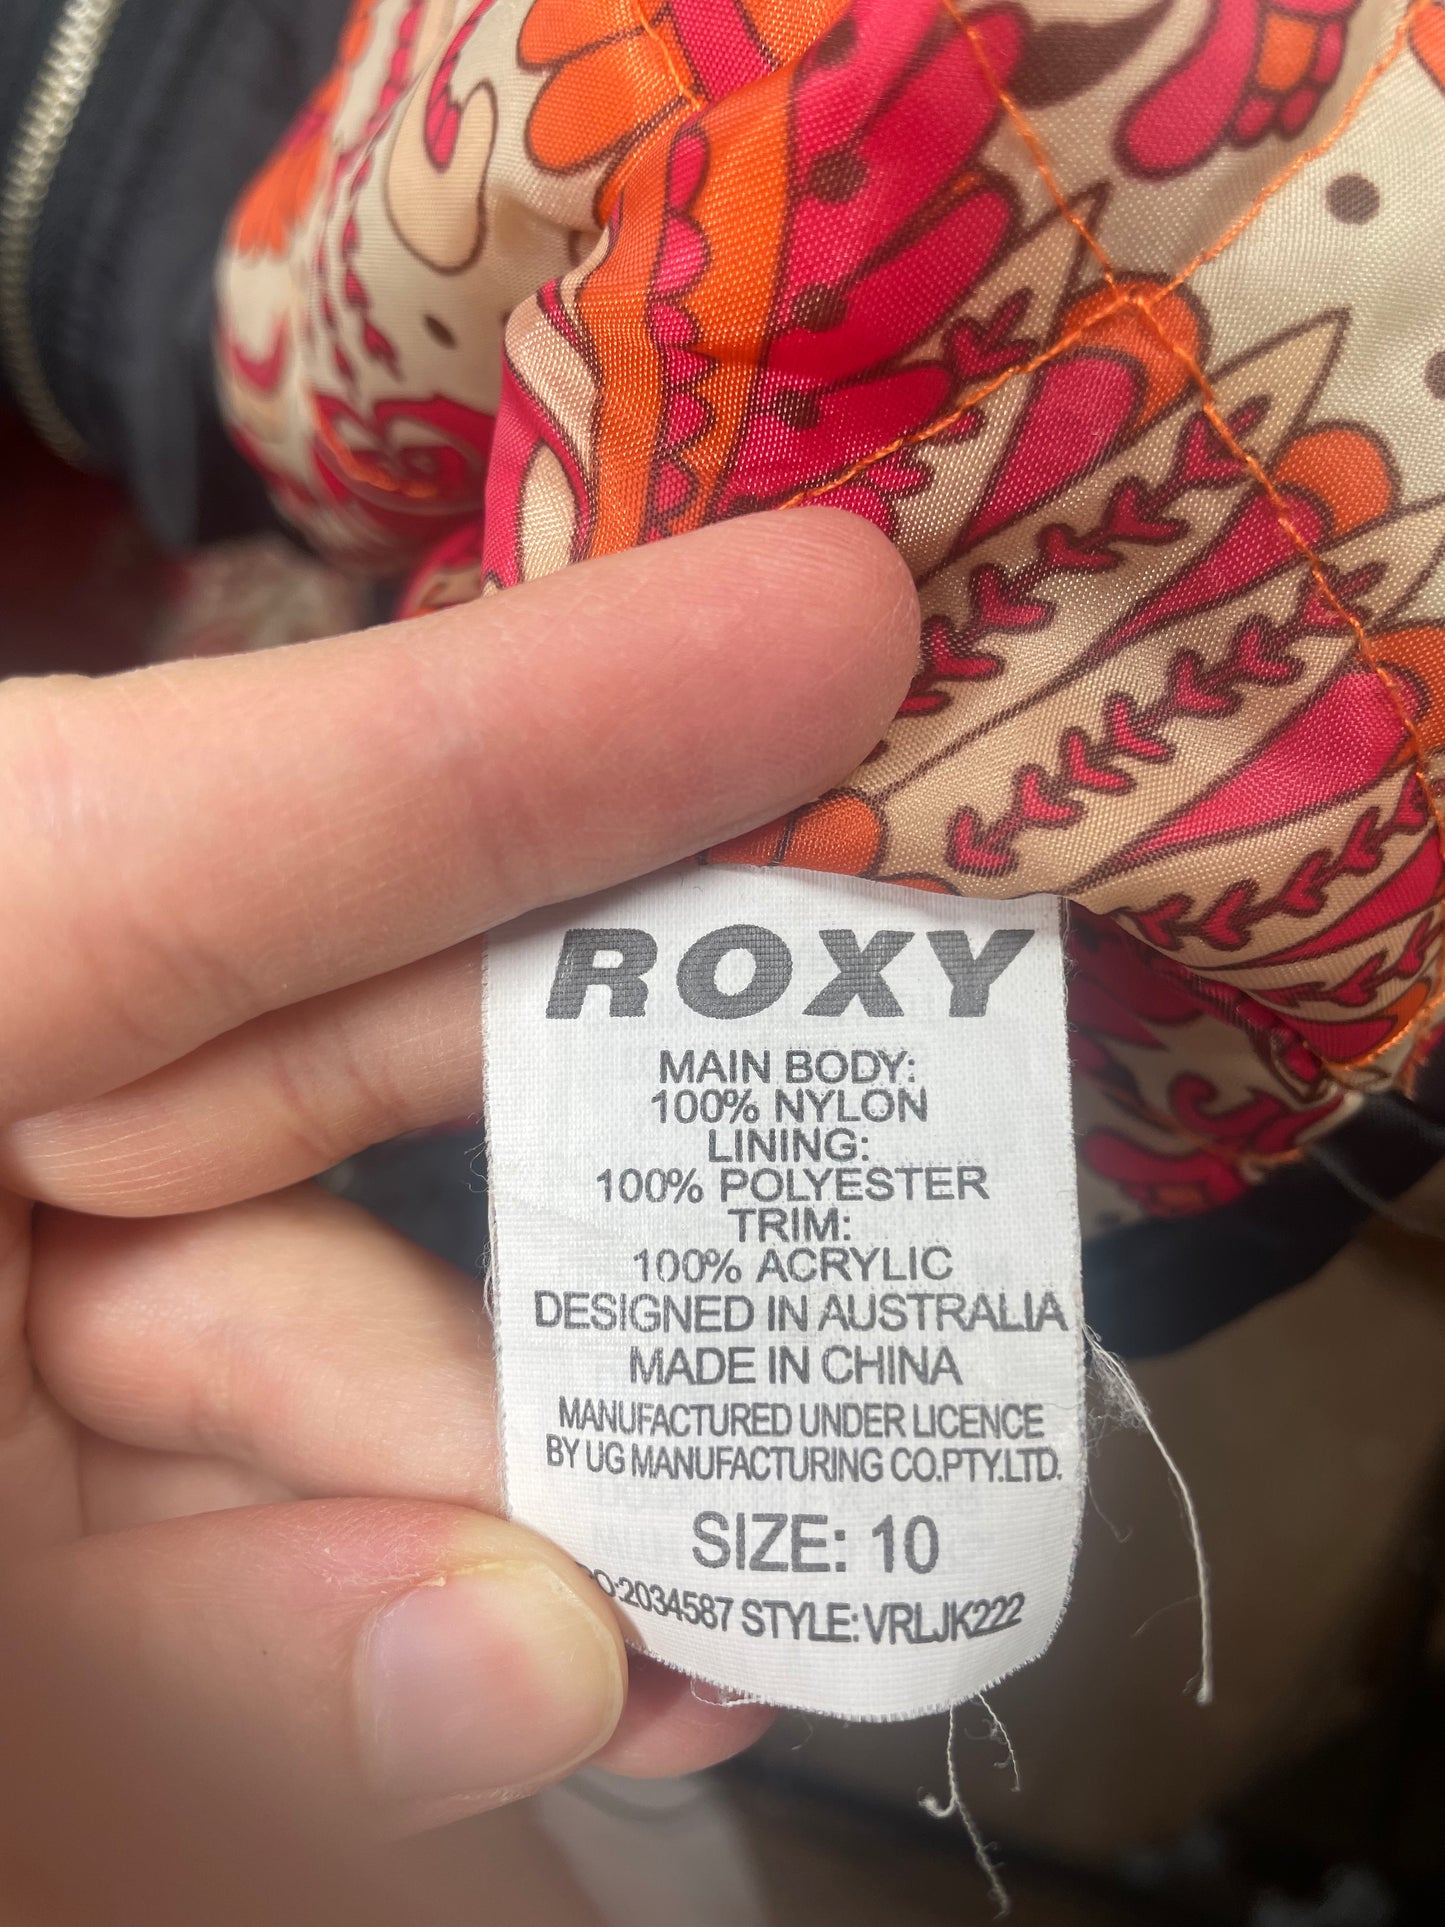 ROXY
MAIN BODY:
100% NYLON
LINING:
100% POLYESTER
TRIM:
100% ACRYLIC
DESIGNED IN AUSTRALIA
MADE IN CHINA
MANUFACTURED UNDER LICENCE
BY UG MANUFACTURING CO.PTY.LTD.
SIZE: 10
O:2034587 STYLE: VRLJK222